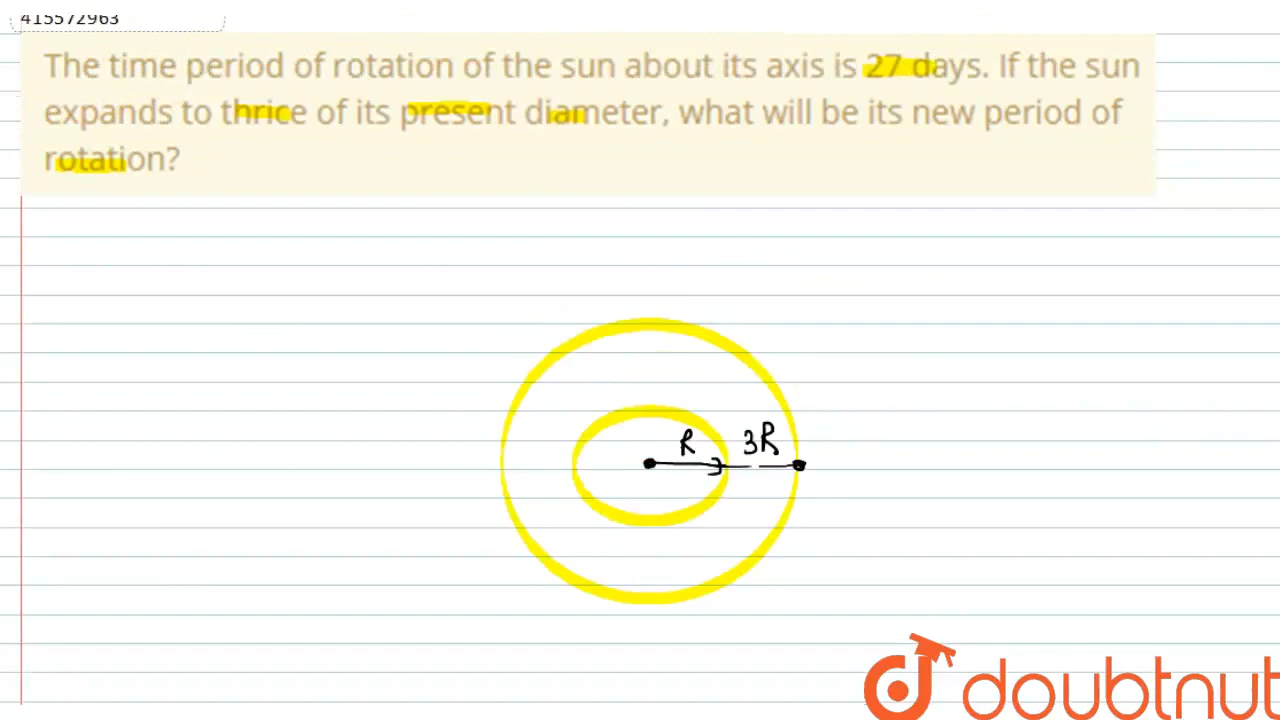 415572963
The time period of rotation of the sun about its axis is 27 days. If the sun
expands to thrice of its present diameter, what will be its new period of
rotation?
R 3R
doubtnut